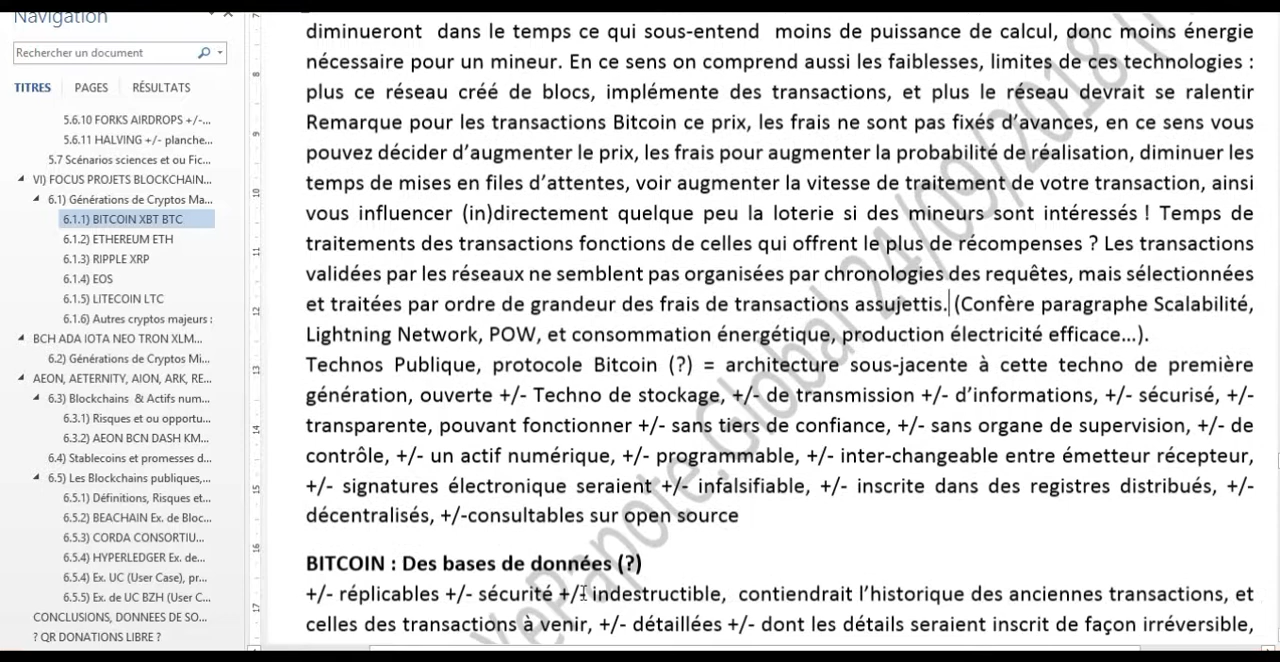 Navigation
Rechercher un document
TITRES PAGES RÉSULTATS
5.6.10 FORKS AIRDROPS +/-...
5.6.11 HALVING +/- planche...
5.7 Scénarios sciences et ou Fic...
VI) FOCUS PROJETS BLOCKCHAIN...
6.1) Générations de Cryptos Ma...
6.1.1) BITCOIN XBT BTC
6.1.2) ETHEREUM ETH
6.1.3) RIPPLE XRP
6.1.4) EOS
6.1.5) LITECOIN LTC
6.1.6) Autres cryptos majeurs :
BCH ADA IOTA NEO TRON XLM...
6.2) Générations de Cryptos Mi...
AEON, AETERNITY, AION, ARK, RE...
6.3) Blockchains & Actifs num...
6.3.1) Risques et ou opportu...
6.3.2) AEON BCN DASH KM...
6.4) Stablecoins et promesses d...
6.5) Les Blockchains publiques,...
6.5.1) Définitions, Risques et...
6.5.2) BEACHAIN Ex. de Bloc...
6.5.3) CORDA CONSORTIU...
6.5.4) HYPERLEDGER Ex. de...
6.5.4) Ex. UC (User Case), pr...
6.5.5) Ex. de UC BZH (User C...
CONCLUSIONS, DONNEES DE SO...
? QR DONATIONS LIBRE ?
7
8
9
10
11
12
13
14
15
16
17
diminueront dans le temps ce qui sous-entend moins de puissance de calcul, donc moins énergie
nécessaire pour un mineur. En ce sens on comprend aussi les faiblesses, limites de ces technologies :
plus ce réseau créé de blocs, implémente des transactions, et plus le réseau devrait se ralentir
Remarque pour les transactions Bitcoin ce prix, les frais ne sont pas fixés d’avances, en ce sens vous
pouvez décider d’augmenter le prix, les frais pour augmenter la probabilité de réalisation, diminuer les
temps de mises en files d’attentes, voir augmenter la vitesse de traitement de votre transaction, ainsi
vous influencer (in)directement quelque peu la loterie si des mineurs sont intéressés ! Temps de
traitements des transactions fonctions de celles qui offrent le plus de récompenses ? Les transactions
validées par les réseaux ne semblent pas organisées par chronologies des requêtes, mais sélectionnées
et traitées par ordre de grandeur des frais de transactions assujettis. (Confère paragraphe Scalabilité,
Lightning Network, POW, et consommation énergétique, production électricité efficace…).
Technos Publique, protocole Bitcoin (?) = architecture sous-jacente à cette techno de première
génération, ouverte +/- Techno de stockage, +/- de transmission +/- d’informations, +/- sécurisé, +/-
transparente, pouvant fonctionner +/- sans tiers de confiance, +/- sans organe de supervision, +/- de
contrôle, +/- un actif numérique, +/- programmable, +/- inter-changeable entre émetteur récepteur,
+/- signatures électronique seraient +/- infalsifiable, +/- inscrite dans des registres distribués, +/-
décentralisés, +/-consultables sur open source
BITCOIN : Des bases de données (?)
+/- réplicables +/- sécurité +/- indestructible, contiendrait l’historique des anciennes transactions, et
celles des transactions à venir, +/- détaillées +/- dont les détails seraient inscrit de façon irréversible,